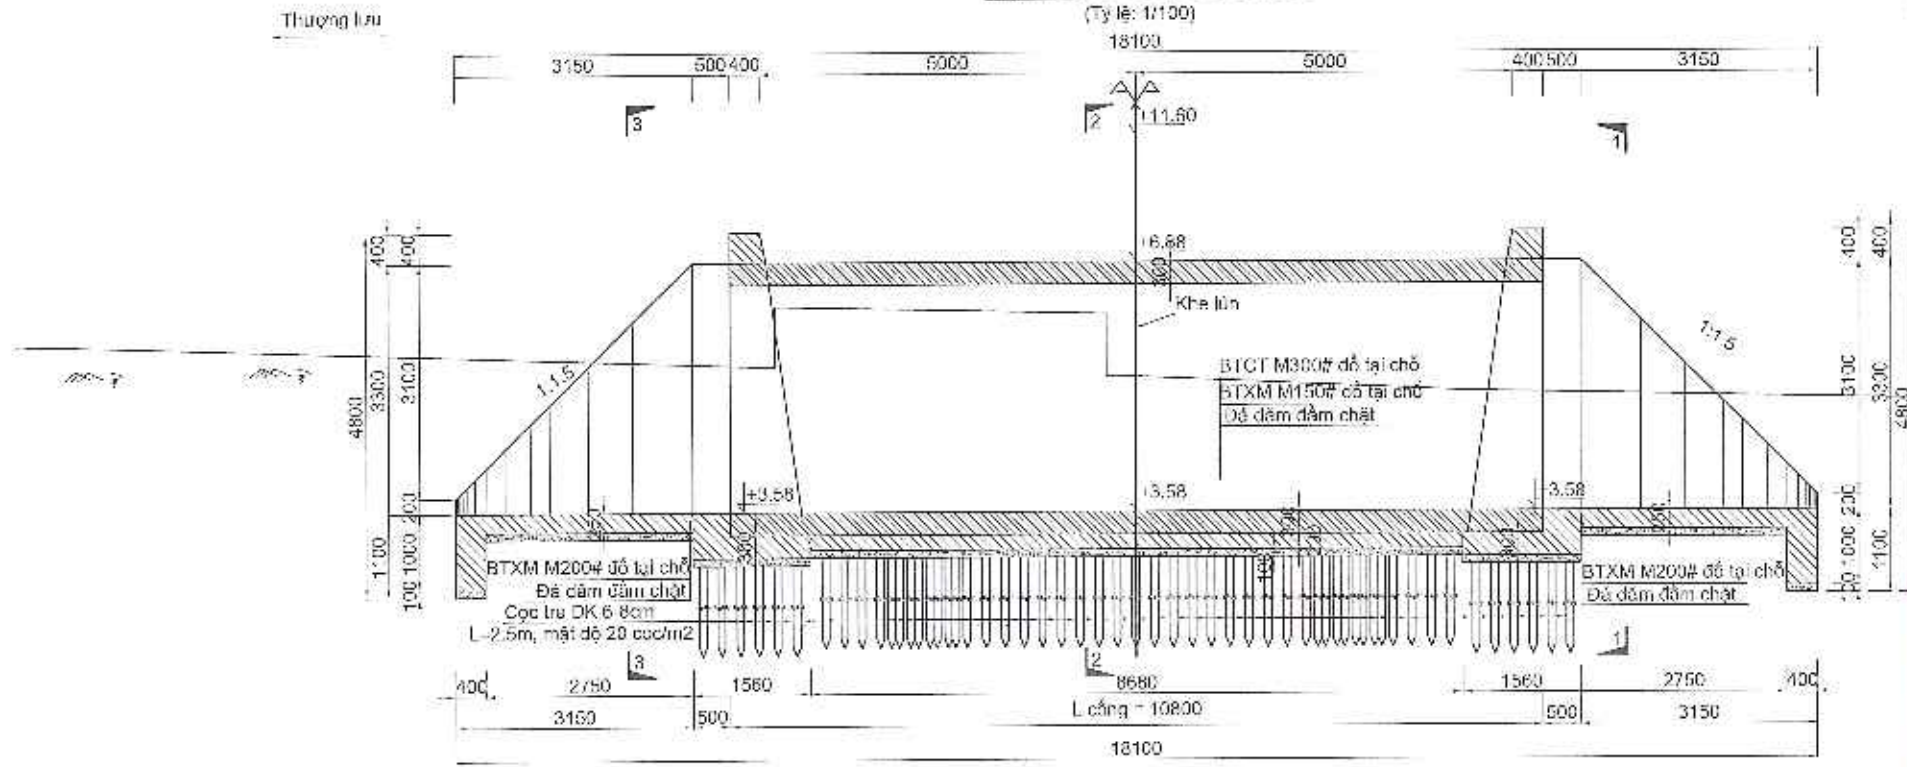 Thượng lưu
(Tỷ lệ: 1/100)
18100
3150 500 400 5000 5000 400 500 3150
3 2 1
+11.60
400 400 400 400
+6.88
300
Khe lún
1:1.5 1:1.5
BTCT M300# đổ tại chỗ
BTXM M150# đổ tại chỗ
Đá dăm đầm chặt
4800 3300 3100 3100 3300 4800
+3.58 +3.58 +3.58
200 200
1100 1000 100 1000 1100
BTXM M200# đổ tại chỗ
Đá dăm đầm chặt
Cọc tre DK 6-8cm
L=2.5m, mật độ 20 cọc/m2
BTXM M200# đổ tại chỗ
Đá dăm đầm chặt
3 2 1
400 2750 1560 8680 1560 2750 400
3150 500 L cống = 10800 500 3150
18100